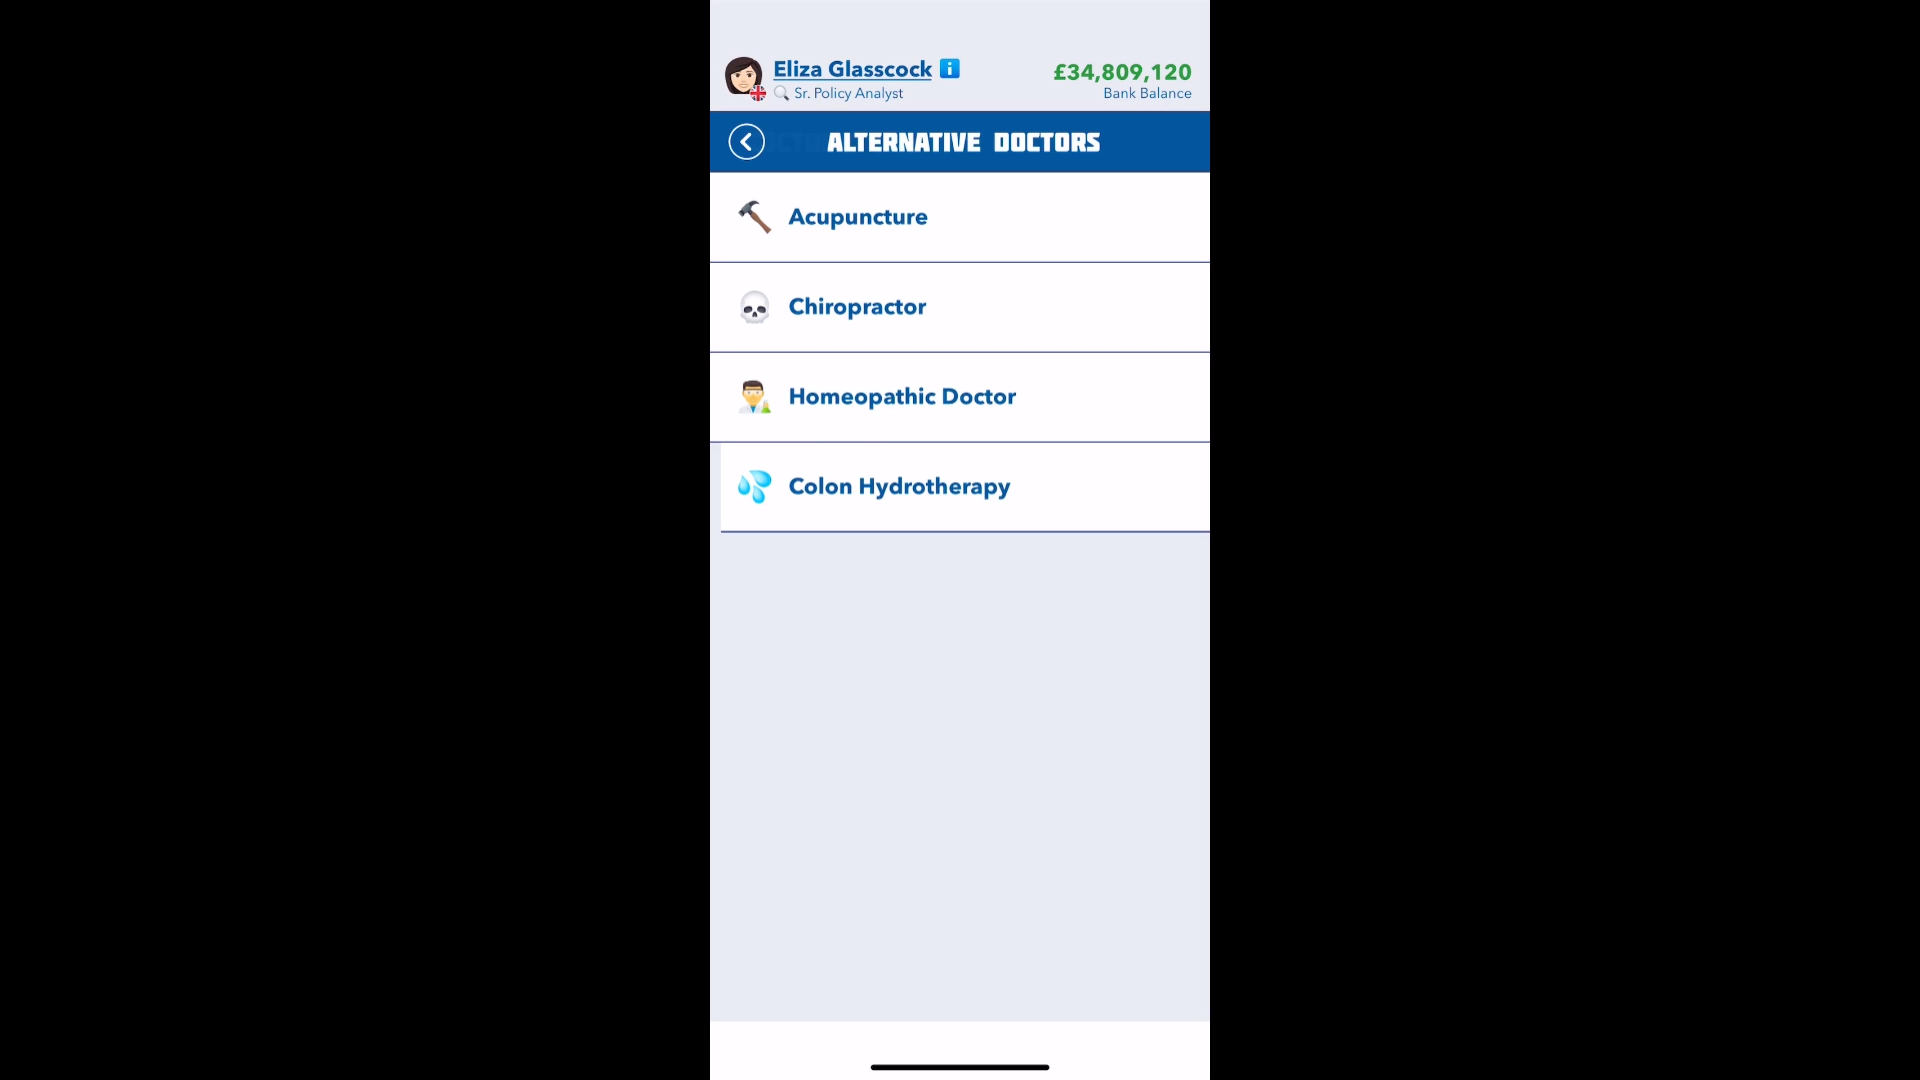 Eliza Glasscock
£34,809,120
Sr. Policy Analyst
Bank Balance
ALTERNATIVE DOCTORS
Acupuncture
Chiropractor
Homeopathic Doctor
Colon Hydrotherapy